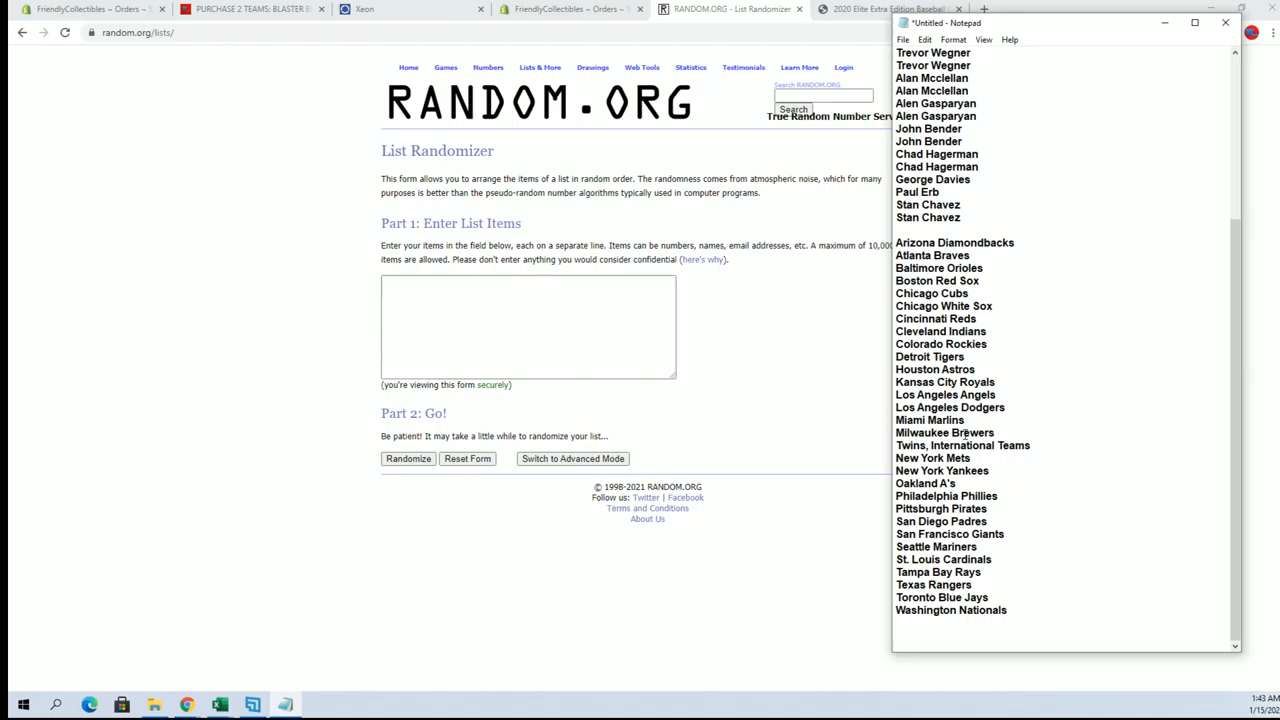 FriendlyCollectibles ~ Orders ~ S
PURCHASE 2 TEAMS: BLASTER B
Xeon
FriendlyCollectibles ~ Orders ~ S
RANDOM.ORG - List Randomizer
2020 Elite Extra Edition Baseball
random.org/lists/
Home Games Numbers Lists & More Drawings Web Tools Statistics Testimonials Learn More Login
Search RANDOM.ORG
RANDOM.ORG
Search
True Random Number Serv
List Randomizer
This form allows you to arrange the items of a list in random order. The randomness comes from atmospheric noise, which for many
purposes is better than the pseudo-random number algorithms typically used in computer programs.
Part 1: Enter List Items
Enter your items in the field below, each on a separate line. Items can be numbers, names, email addresses, etc. A maximum of 10,00
items are allowed. Please don't enter anything you would consider confidential (here's why).
(you're viewing this form securely)
Part 2: Go!
Be patient! It may take a little while to randomize your list...
Randomize Reset Form Switch to Advanced Mode
© 1998-2021 RANDOM.ORG
Follow us: Twitter | Facebook
Terms and Conditions
About Us
*Untitled - Notepad
File Edit Format View Help
Trevor Wegner
Trevor Wegner
Alan Mcclellan
Alan Mcclellan
Alen Gasparyan
Alen Gasparyan
John Bender
John Bender
Chad Hagerman
Chad Hagerman
George Davies
Paul Erb
Stan Chavez
Stan Chavez
Arizona Diamondbacks
Atlanta Braves
Baltimore Orioles
Boston Red Sox
Chicago Cubs
Chicago White Sox
Cincinnati Reds
Cleveland Indians
Colorado Rockies
Detroit Tigers
Houston Astros
Kansas City Royals
Los Angeles Angels
Los Angeles Dodgers
Miami Marlins
Milwaukee Brewers
Twins, International Teams
New York Mets
New York Yankees
Oakland A's
Philadelphia Phillies
Pittsburgh Pirates
San Diego Padres
San Francisco Giants
Seattle Mariners
St. Louis Cardinals
Tampa Bay Rays
Texas Rangers
Toronto Blue Jays
Washington Nationals
1:43 AM
1/15/202